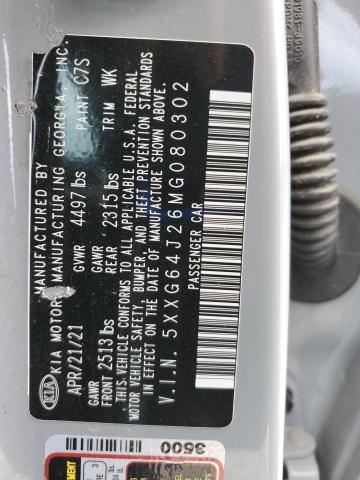 MANUFACTURED BY
KIA MOTORS MANUFACTURING GEORGIA, INC.
KIA
APR/21/21 GVWR 4497 lbs PAINT C7S
GAWR FRONT 2513 lbs GAWR REAR 2315 lbs TRIM WK
THIS VEHICLE CONFORMS TO ALL APPLICABLE U.S.A. FEDERAL
MOTOR VEHICLE SAFETY, BUMPER, AND THEFT PREVENTION STANDARDS
IN EFFECT ON THE DATE OF MANUFACTURE SHOWN ABOVE.
V.I.N. 5XXG64J26MG080302
PASSENGER CAR
3500